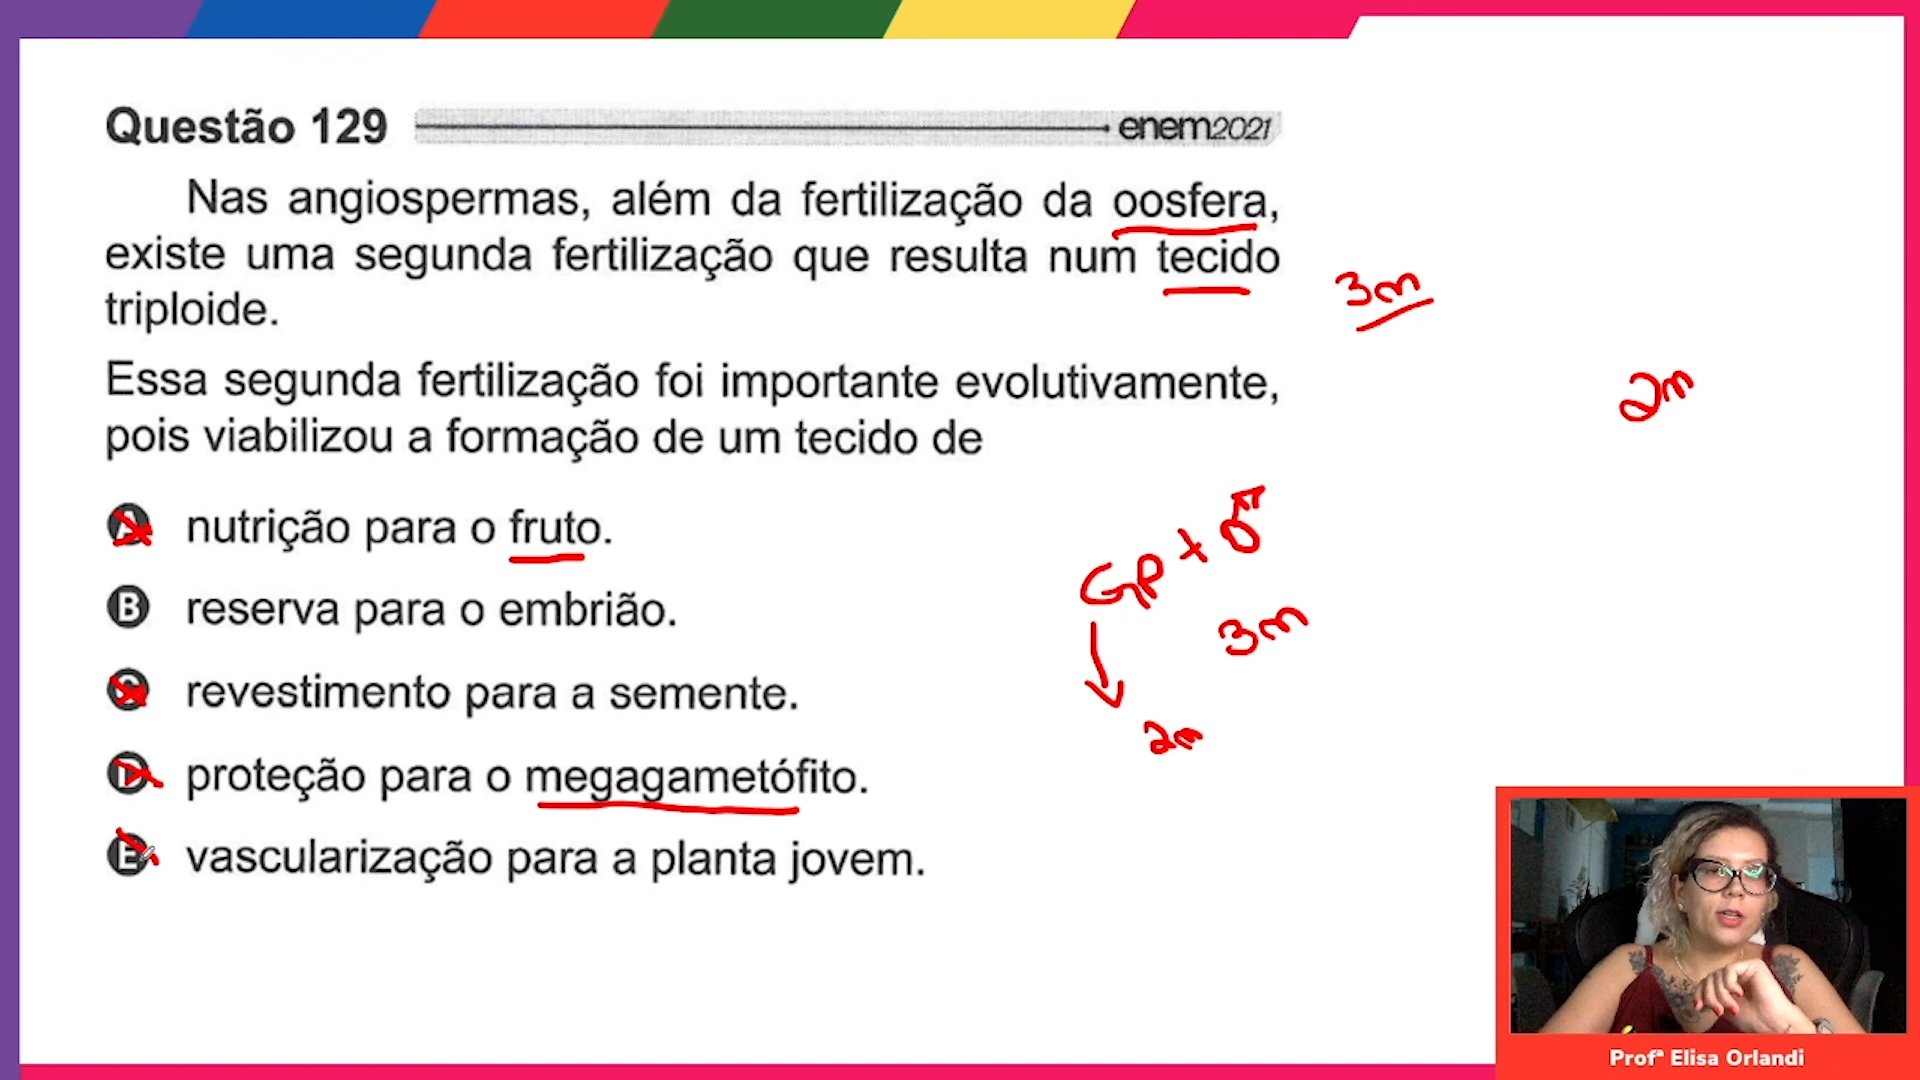 Questão 129
enem2021
Nas angiospermas, além da fertilização da oosfera,
existe uma segunda fertilização que resulta num tecido
triploide.
3n
2n
Essa segunda fertilização foi importante evolutivamente,
pois viabilizou a formação de um tecido de
A nutrição para o fruto.
B reserva para o embrião.
C revestimento para a semente.
D proteção para o megagametófito.
E vascularização para a planta jovem.
GP + ♂
3n
2n
Profª Elisa Orlandi